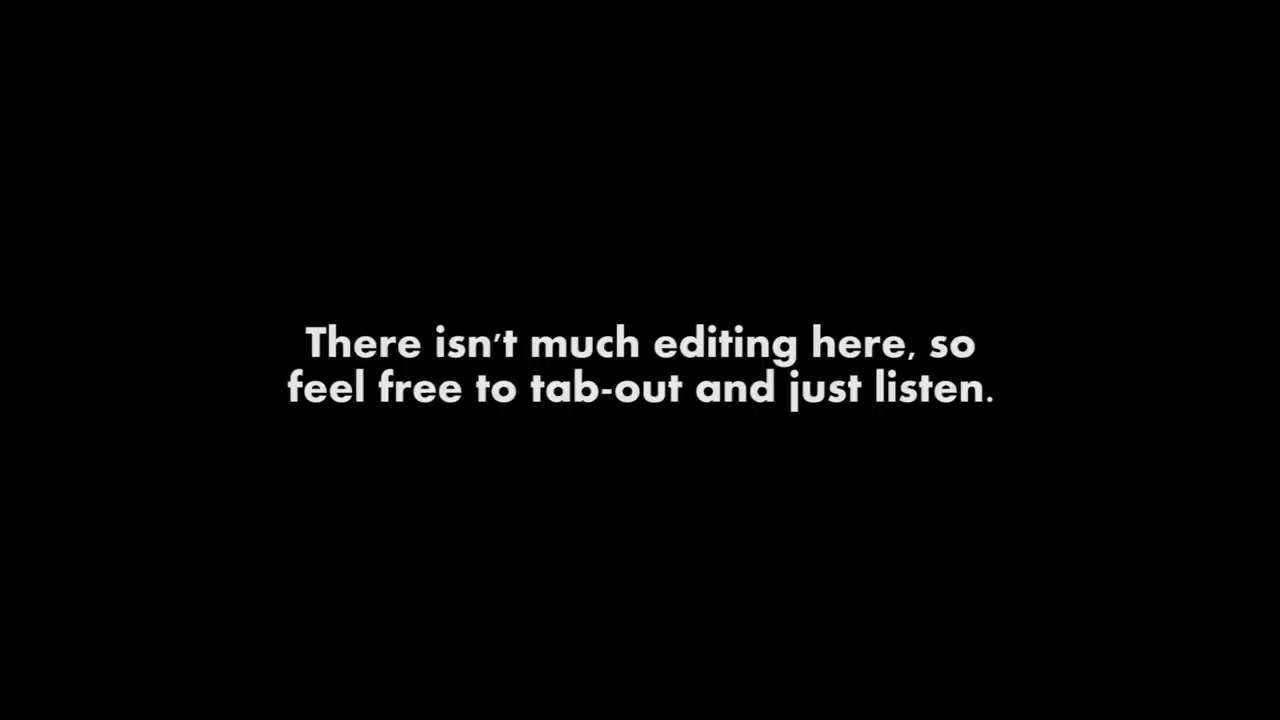 There isn't much editing here, so
feel free to tab-out and just listen.